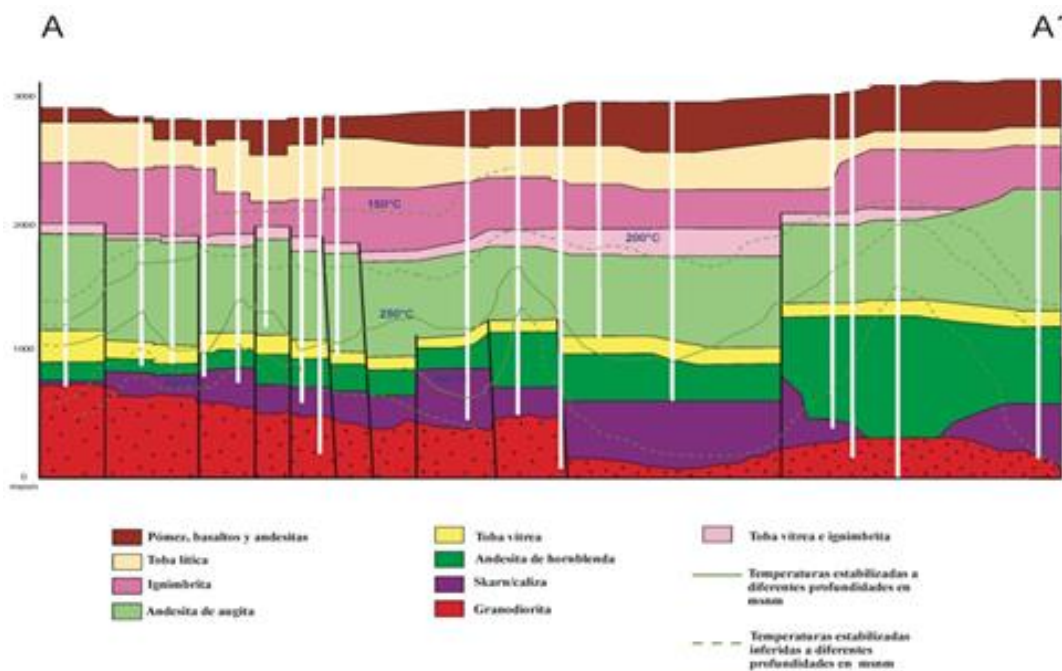 A A'
3000
150°C
2000
200°C
250°C
1000
0
Pómez, basaltos y andesitas
Toba lítica
Ignimbrita
Andesita de augita
Toba vítrea
Andesita de hornblenda
Skarn/caliza
Granodiorita
Toba vítrea e ignimbrita
Temperaturas estabilizadas a
diferentes profundidades en
msnm
Temperaturas estabilizadas
inferidas a diferentes
profundidades en msnm